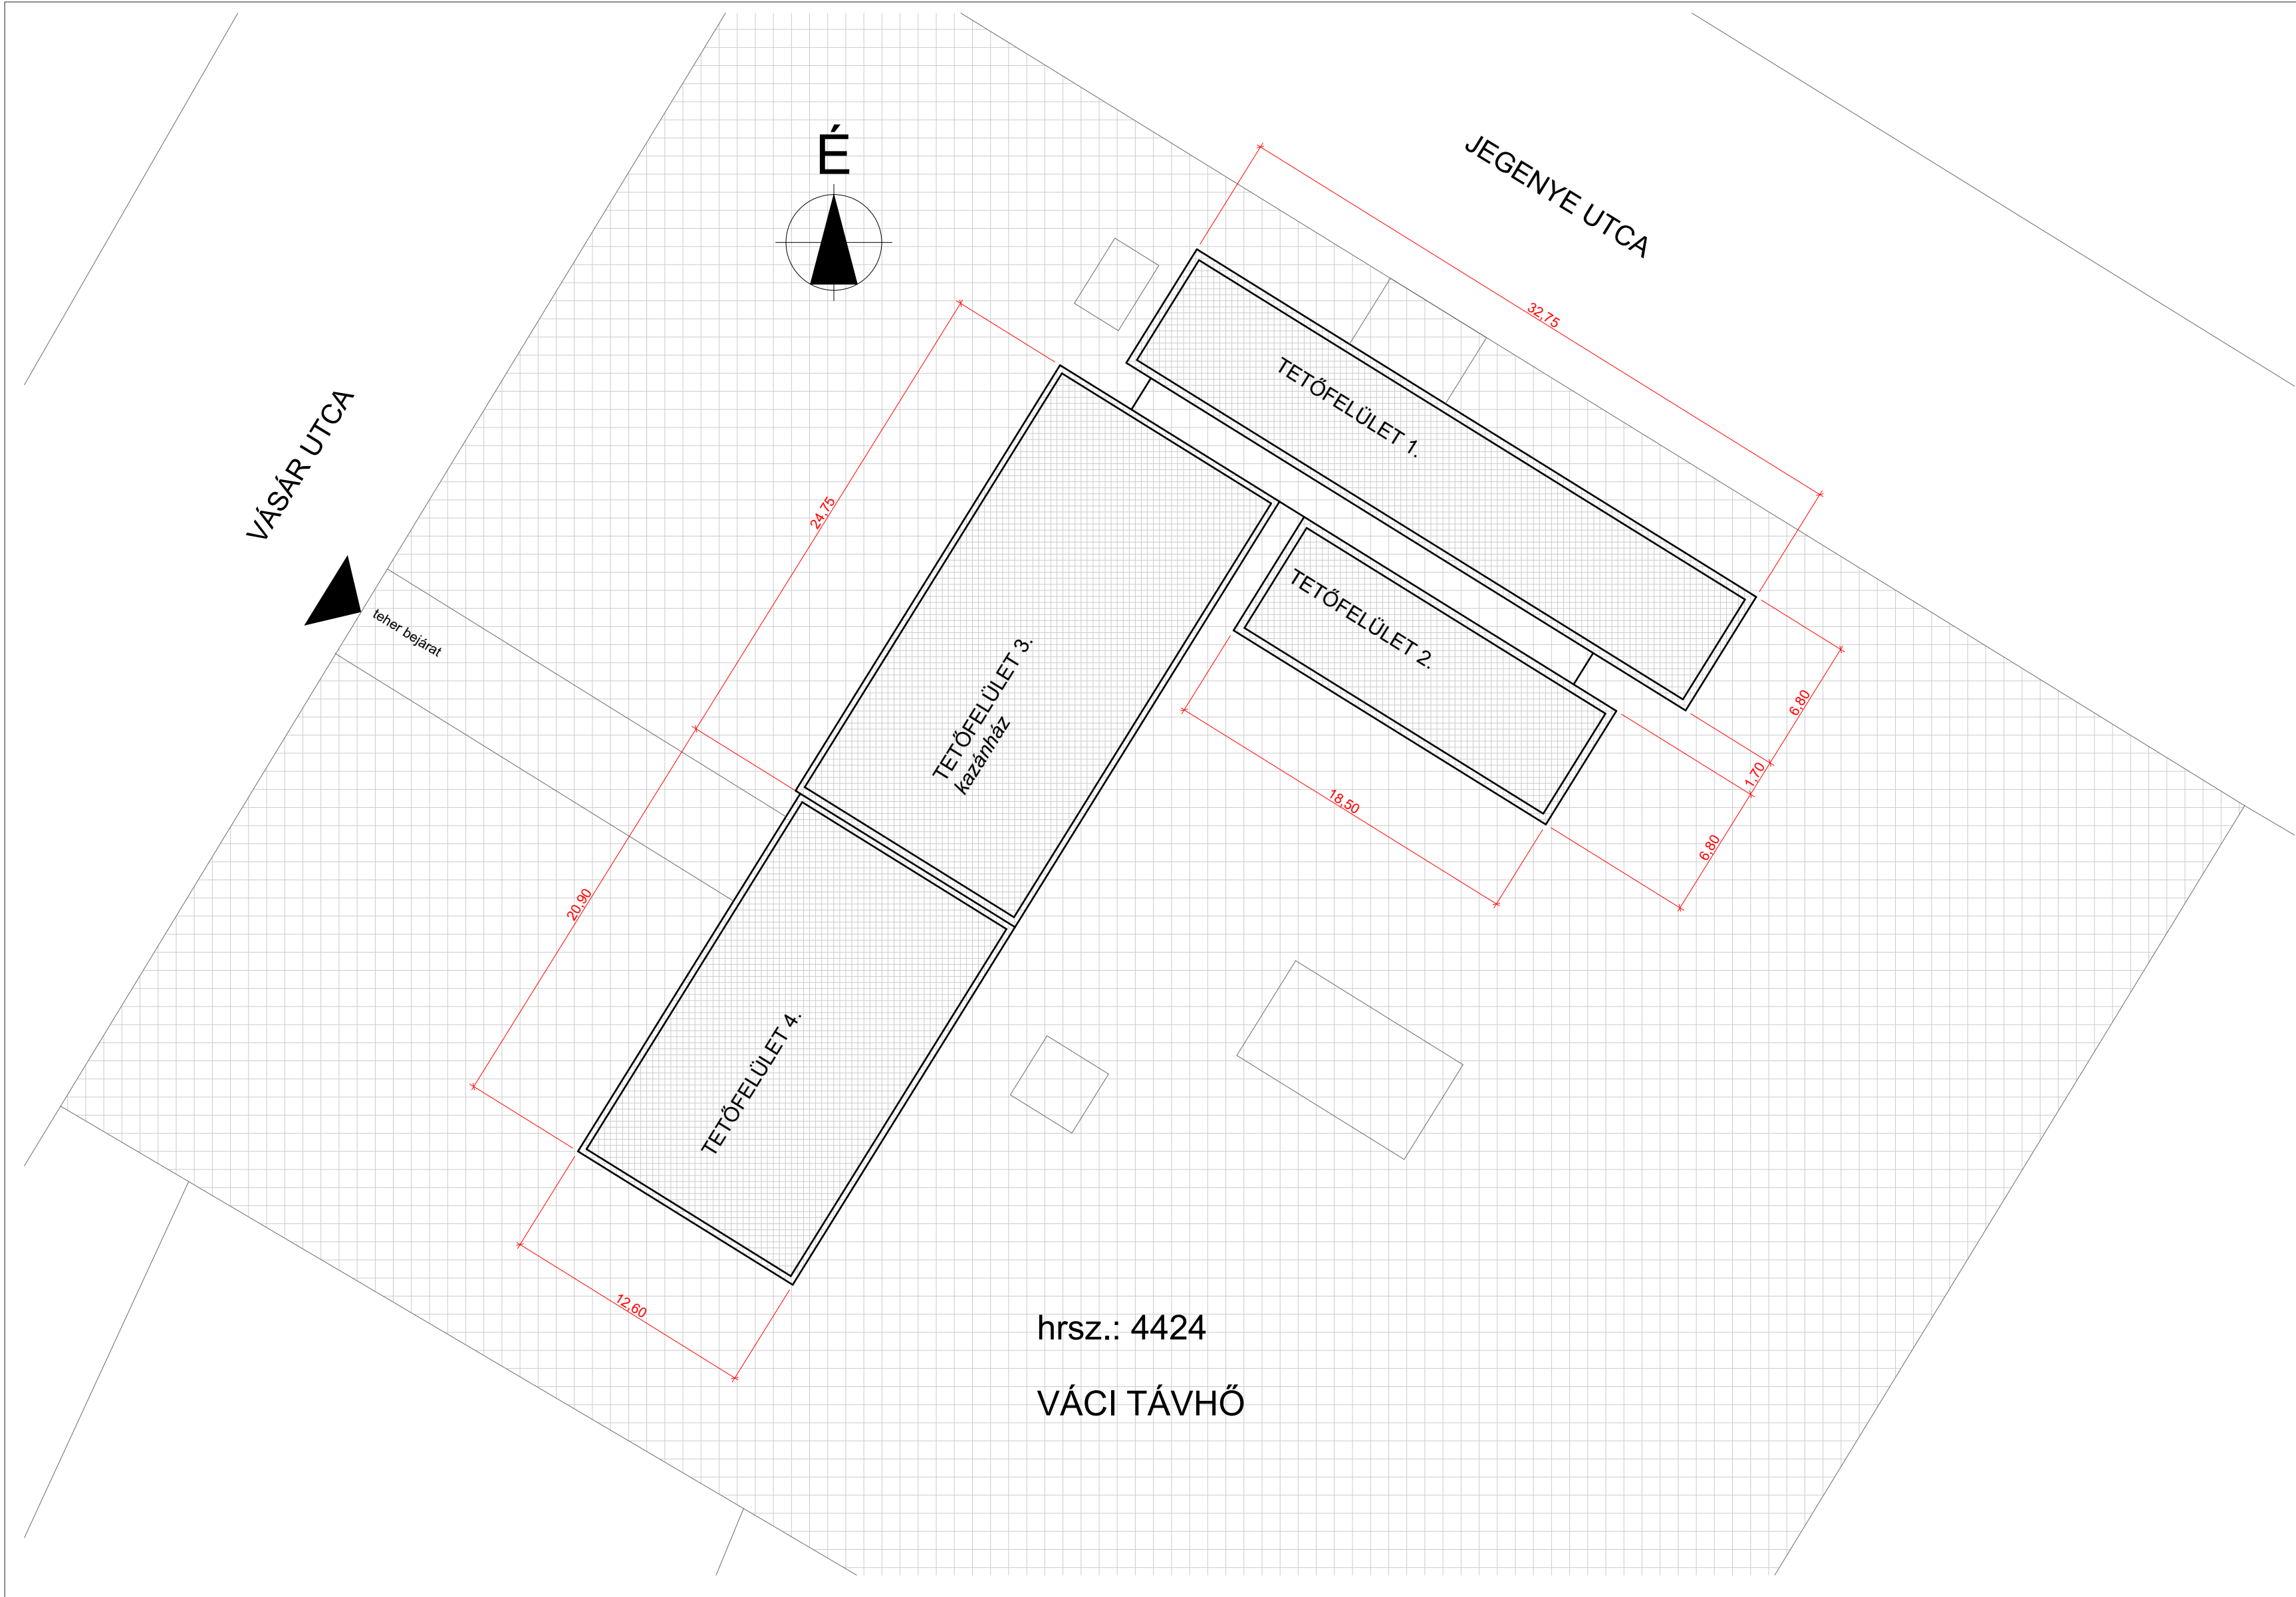 É
JEGENYE UTCA
32,75
TETŐFELÜLET 1.
VÁSÁR UTCA
24,75
TETŐFELÜLET 2.
teher bejárat
TETŐFELÜLET 3.
kazánház
6,80
1,70
18,50
6,80
20,90
TETŐFELÜLET 4.
12,60
hrsz.: 4424
VÁCI TÁVHŐ